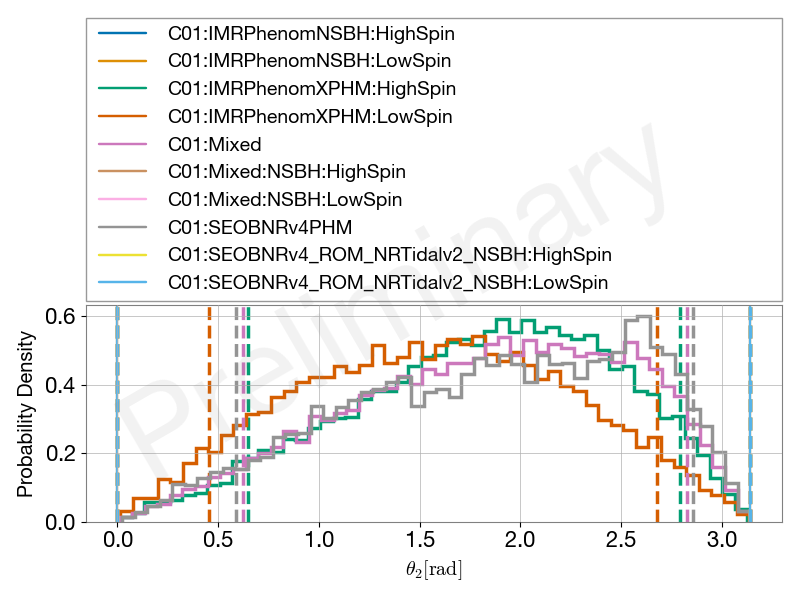 C01:IMRPhenomNSBH:HighSpin
C01:IMRPhenomNSBH:LowSpin
C01:IMRPhenomXPHM:HighSpin
C01:IMRPhenomXPHM:LowSpin
C01:Mixed
C01:Mixed:NSBH:HighSpin
C01:Mixed:NSBH:LowSpin
C01:SEOBNRv4PHM
C01:SEOBNRv4_ROM_NRTidalv2_NSBH:HighSpin
C01:SEOBNRv4_ROM_NRTidalv2_NSBH:LowSpin
Preliminary
Probability Density
0.6
0.4
0.2
0.0
0.0 0.5 1.0 1.5 2.0 2.5 3.0
θ₂[rad]